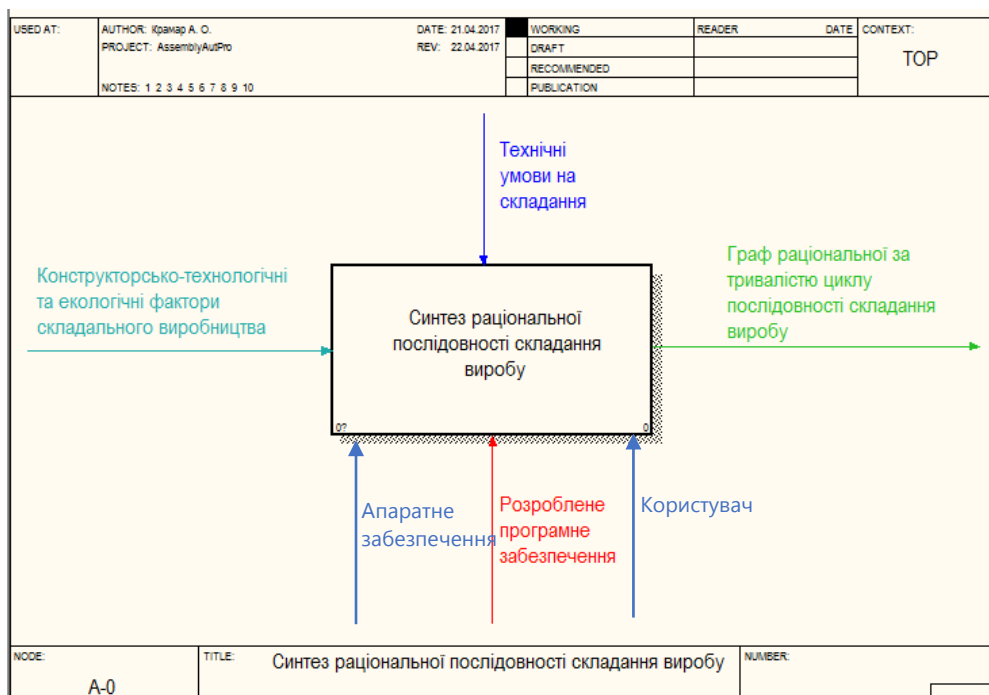 USED AT:
AUTHOR: Крамар А. О.
DATE: 21.04.2017
WORKING
READER
DATE
CONTEXT:
PROJECT: AssemblyAutPro
REV: 22.04.2017
DRAFT
TOP
RECOMMENDED
NOTES: 1 2 3 4 5 6 7 8 9 10
PUBLICATION
Технічні
умови на
складання
Конструкторсько-технологічні
та екологічні фактори
складального виробництва
Граф раціональної за
тривалістю циклу
послідовності складання
виробу
Синтез раціональної
послідовності складання
виробу
0?
0
Апаратне
забезпечення
Розроблене
програмне
забезпечення
Користувач
NODE:
A-0
TITLE:
Синтез раціональної послідовності складання виробу
NUMBER: